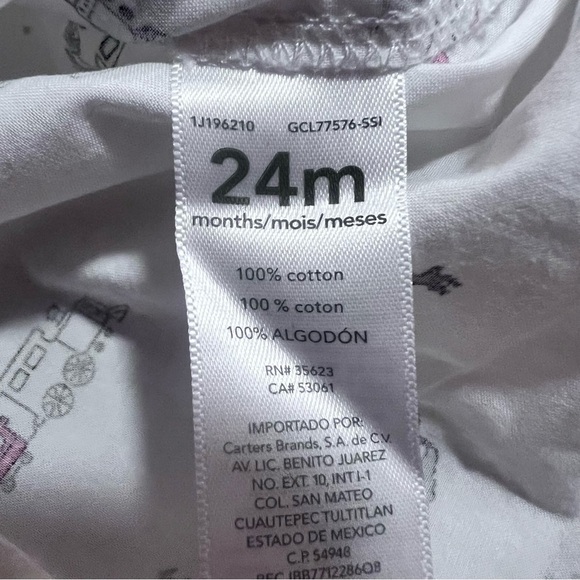 1J196210 GCL77576-SSI
24m
months/mois/meses
100% cotton
100 % coton
100% ALGODÓN
RN# 35623
CA# 53061
IMPORTADO POR:
Carters Brands, S.A. de C.V.
AV. LIC. BENITO JUAREZ
NO. EXT. 10, INT I-1
COL. SAN MATEO
CUAUTEPEC TULTITLAN
ESTADO DE MEXICO
C.P. 54948
RFC JBB7712286Q8